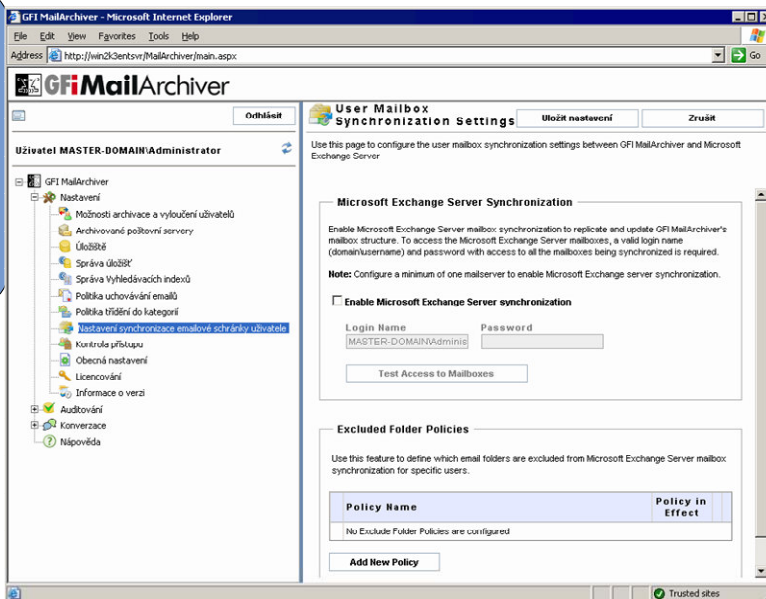 GFI MailArchiver - Microsoft Internet Explorer
File Edit View Favorites Tools Help
Address http://win2k3entsvr/MailArchiver/main.aspx Go
GFi MailArchiver
Odhlásit
Uživatel MASTER-DOMAIN\Administrator
GFI MailArchiver
Nastavení
Možnosti archivace a vyloučení uživatelů
Archivované poštovní servery
Úložiště
Správa úložišť
Správa Vyhledávacích indexů
Politika uchovávání emailů
Politika třídění do kategorií
Nastavení synchronizace emailové schránky uživatele
Kontrola přístupu
Obecná nastavení
Licencování
Informace o verzi
Auditování
Konverzace
Nápověda
User Mailbox
Synchronization Settings
Uložit nastavení
Zrušit
Use this page to configure the user mailbox synchronization settings between GFI MailArchiver and Microsoft
Exchange Server
Microsoft Exchange Server Synchronization
Enable Microsoft Exchange Server mailbox synchronization to replicate and update GFI MailArchiver's
mailbox structure. To access the Microsoft Exchange Server mailboxes, a valid login name
(domain\username) and password with access to all the mailboxes being synchronized is required.
Note: Configure a minimum of one mailserver to enable Microsoft Exchange server synchronization.
Enable Microsoft Exchange Server synchronization
Login Name Password
MASTER-DOMAIN\Adminis
Test Access to Mailboxes
Excluded Folder Policies
Use this feature to define which email folders are excluded from Microsoft Exchange Server mailbox
synchronization for specific users.
Policy Name Policy in
Effect
No Exclude Folder Policies are configured
Add New Policy
Trusted sites